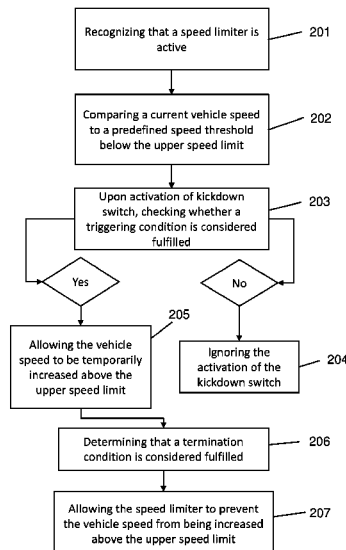 Recognizing that a speed limiter is
active
201
Comparing a current vehicle speed
to a predefined speed threshold
below the upper speed limit
202
Upon activation of kickdown
switch, checking whether a
triggering condition is considered
fulfilled
203
Yes
No
205
Allowing the vehicle
speed to be temporarily
increased above the
upper speed limit
Ignoring the
activation of the
kickdown switch
204
Determining that a termination
condition is considered fulfilled
206
Allowing the speed limiter to prevent
the vehicle speed from being increased
above the upper speed limit
207